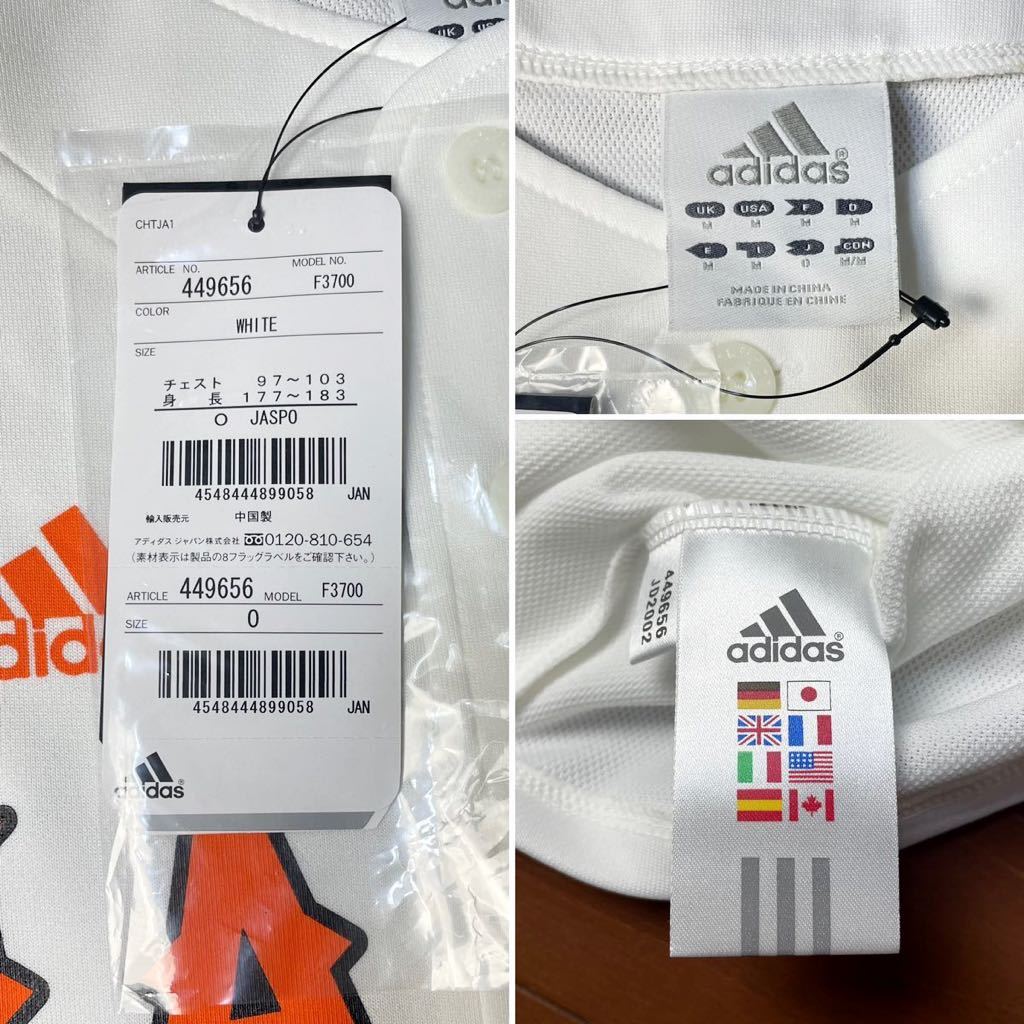 CHTJA1
ARTICLE NO. MODEL NO.
449656 F3700
COLOR
WHITE
SIZE
チェスト 97～103
身 長 177～183
O JASPO
4548444899058 JAN
輸入販売元 中国製
アディダス ジャパン株式会社 0120-810-654
(素材表示は製品の8フラッグラベルをご確認下さい。)
ARTICLE 449656 MODEL F3700
SIZE O
4548444899058 JAN
adidas
adidas
UK USA
adid
A
adidas®
UK USA F D
M M M M
E I J CDN
M M O M/M
MADE IN CHINA
FABRIQUE EN CHINE
449656
JD2002
adidas®